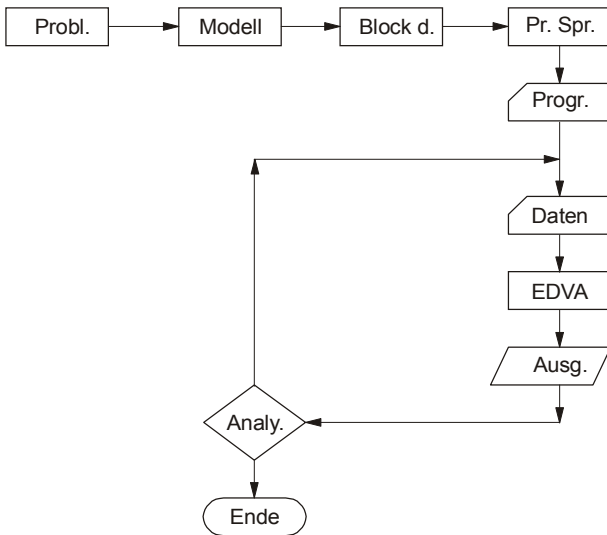 Probl.
Modell
Block d.
Pr. Spr.
Progr.
Daten
EDVA
Ausg.
Analy.
Ende